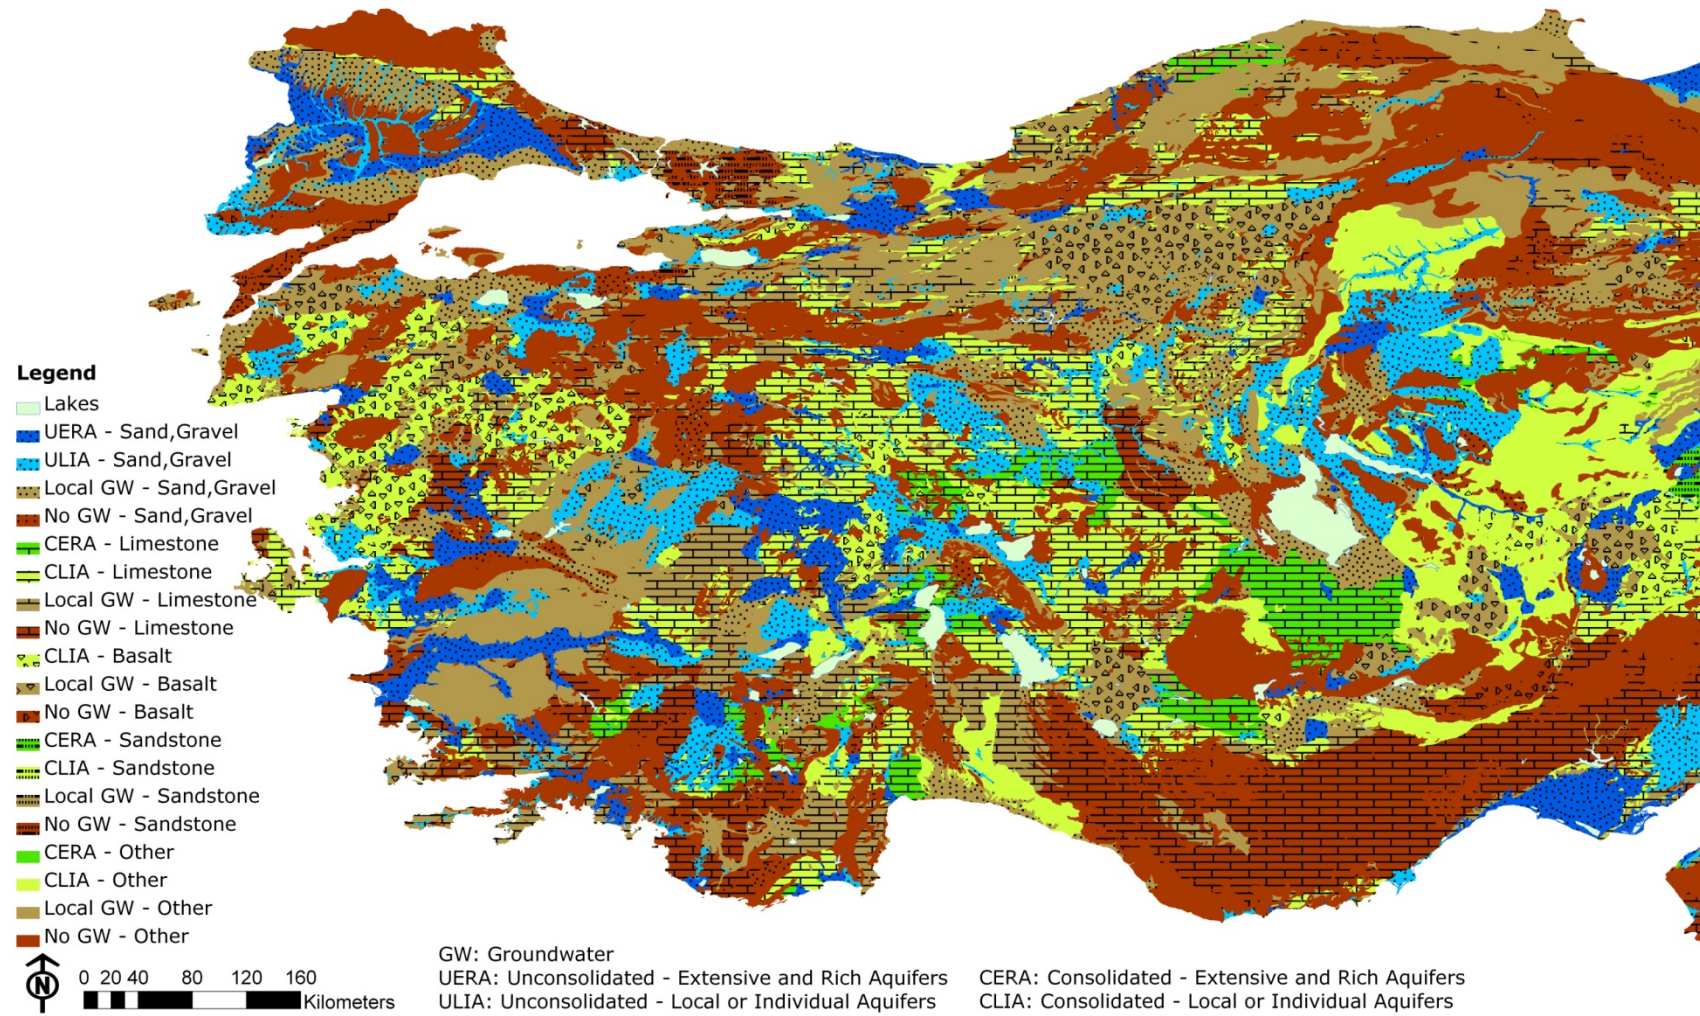 Legend
Lakes
UERA - Sand,Gravel
ULIA - Sand,Gravel
Local GW - Sand,Gravel
No GW - Sand,Gravel
CERA - Limestone
CLIA - Limestone
Local GW - Limestone
No GW - Limestone
CLIA - Basalt
Local GW - Basalt
No GW - Basalt
CERA - Sandstone
CLIA - Sandstone
Local GW - Sandstone
No GW - Sandstone
CERA - Other
CLIA - Other
Local GW - Other
No GW - Other
N
0 20 40 80 120 160
Kilometers
GW: Groundwater
UERA: Unconsolidated - Extensive and Rich Aquifers
ULIA: Unconsolidated - Local or Individual Aquifers
CERA: Consolidated - Extensive and Rich Aquifers
CLIA: Consolidated - Local or Individual Aquifers